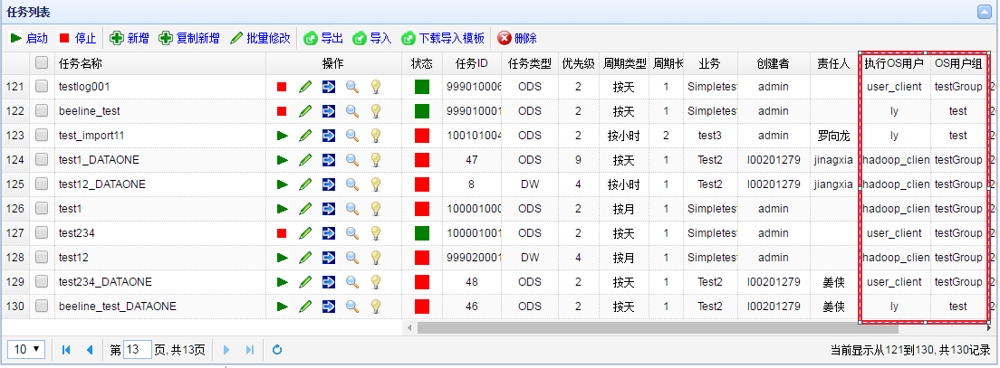 任务列表
启动 停止 新增 复制新增 批量修改 导出 导入 下载导入模板 删除
任务名称 操作 状态 任务ID 任务类型 优先级 周期类型 周期长 业务 创建者 责任人 执行OS用户 OS用户组
121 testlog001 999010006 ODS 2 按天 1 Simpletest admin user_client testGroup
122 beeline_test 999010001 ODS 2 按天 1 Simpletest admin ly test
123 test_import11 100101004 ODS 2 按小时 2 test3 admin 罗向龙 ly test
124 test1_DATAONE 47 ODS 9 按天 1 Test2 l00201279 jinagxia hadoop_clien testGroup
125 test12_DATAONE 8 DW 4 按小时 1 Test2 l00201279 jiangxia hadoop_clien testGroup
126 test1 100001000 ODS 2 按月 1 Simpletest admin hadoop_clien testGroup
127 test234 100001001 ODS 2 按天 1 Simpletest admin user_client testGroup
128 test12 999020001 DW 4 按月 1 Simpletest admin hadoop_clien testGroup
129 test234_DATAONE 48 ODS 2 按天 1 Test2 l00201279 姜侠 user_client testGroup
130 beeline_test_DATAONE 46 ODS 2 按天 1 Test2 l00201279 姜侠 ly test
10 第 13 页, 共13页 当前显示从121到130, 共130记录